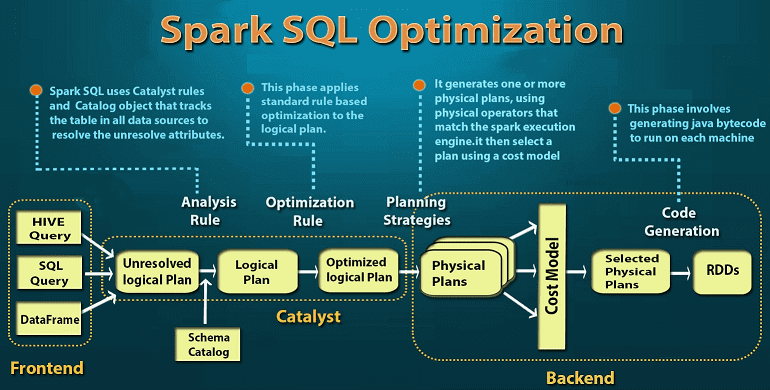 Spark SQL Optimization
Spark SQL uses Catalyst rules
and Catalog object that tracks
the table in all data sources to
resolve the unresolve attributes.
This phase applies
standard rule based
optimization to the
logical plan.
It generates one or more
physical plans, using
physical operators that
match the spark execution
engine.it then select a
plan using a cost model
This phase involves
generating java bytecode
to run on each machine
Analysis
Rule
Optimization
Rule
Planning
Strategies
Code
Generation
HIVE
Query
SQL
Query
DataFrame
Frontend
Unresolved
logical Plan
Logical
Plan
Optimized
logical Plan
Schema
Catalog
Catalyst
Physical
Plans
Cost Model
Selected
Physical
Plans
RDDs
Backend